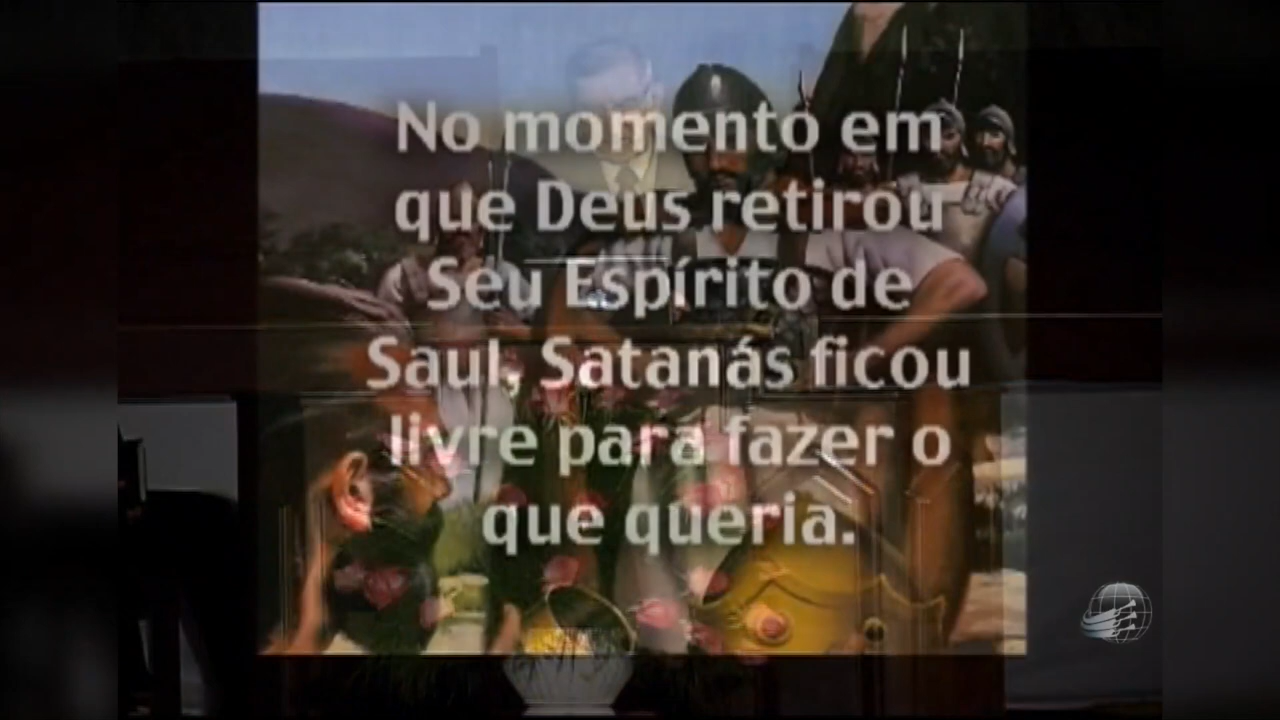 No momento em
que Deus retirou
Seu Espírito de
Saul, Satanás ficou
livre para fazer o
que queria.